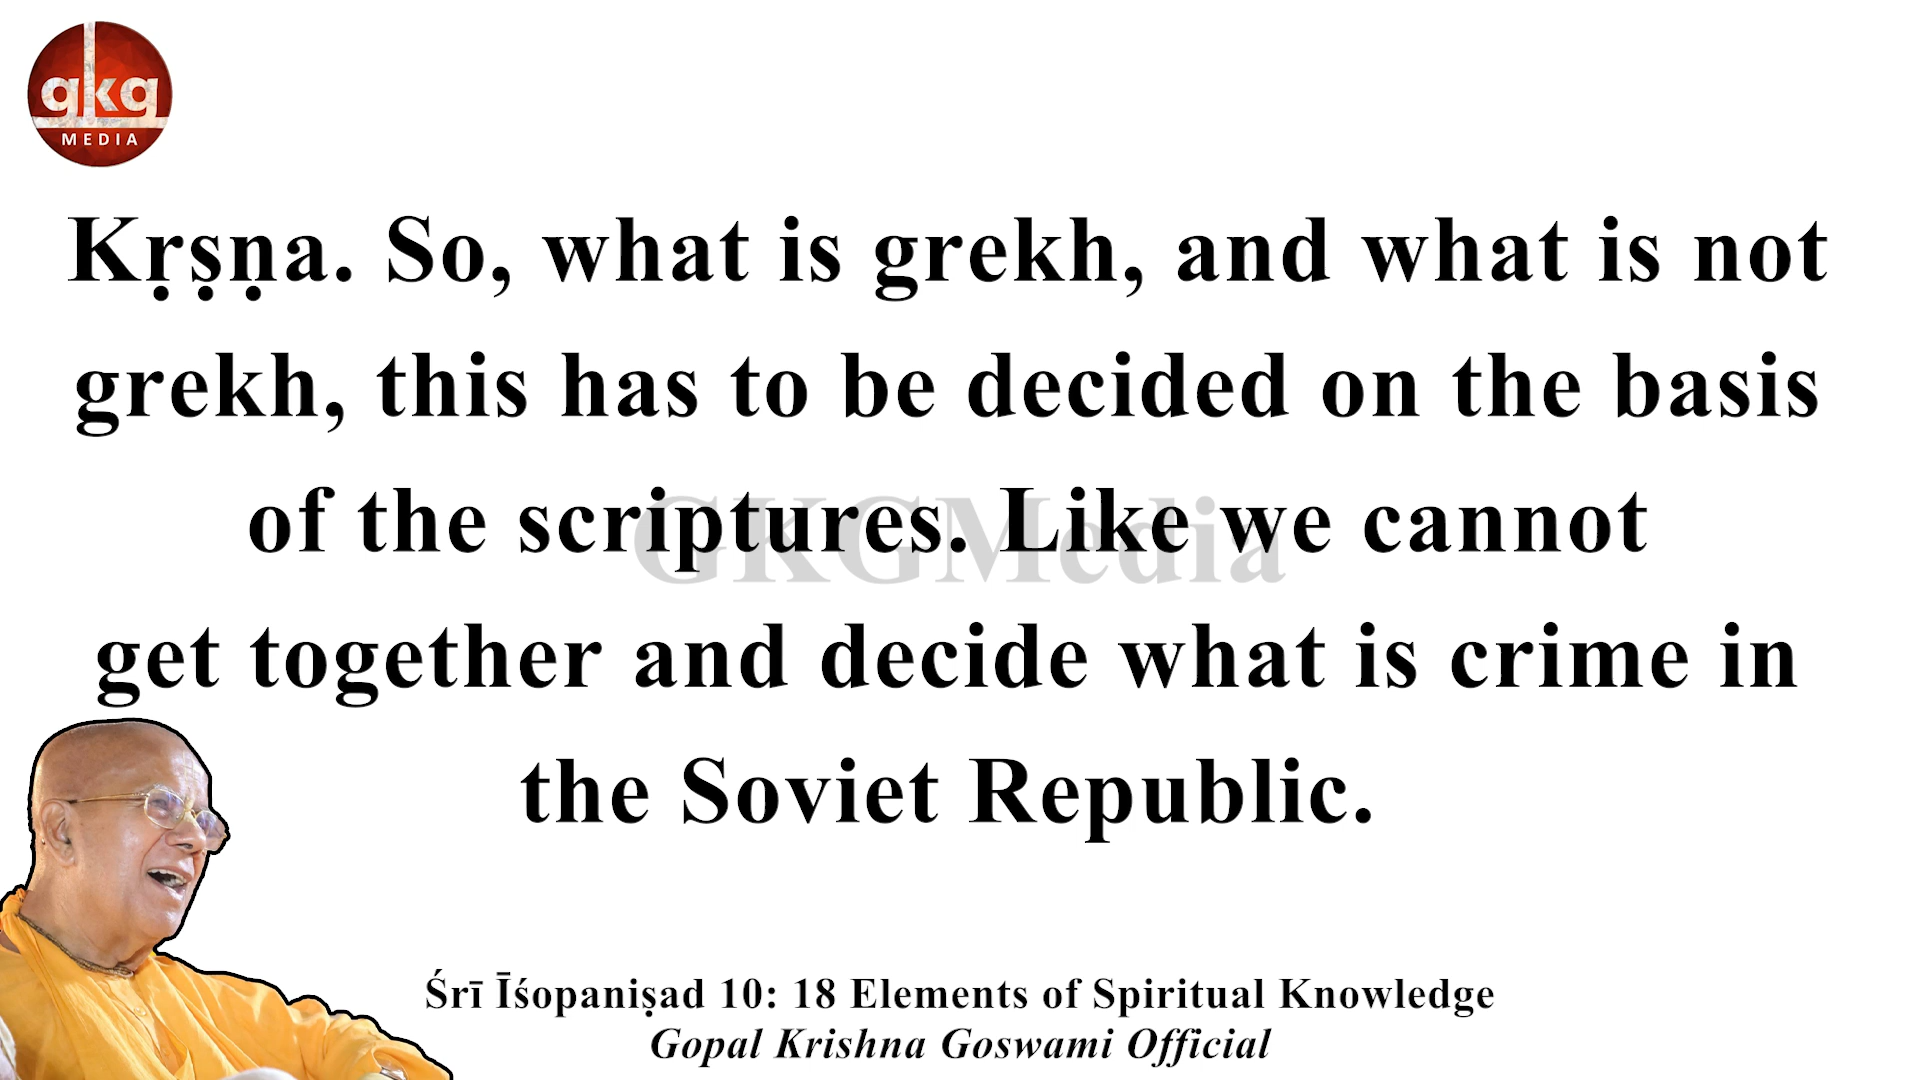 gkg
MEDIA
Kṛṣṇa. So, what is grekh, and what is not
grekh, this has to be decided on the basis
of the scriptures. Like we cannot
GKGMedia
get together and decide what is crime in
the Soviet Republic.
Śrī Īśopaniṣad 10: 18 Elements of Spiritual Knowledge
Gopal Krishna Goswami Official